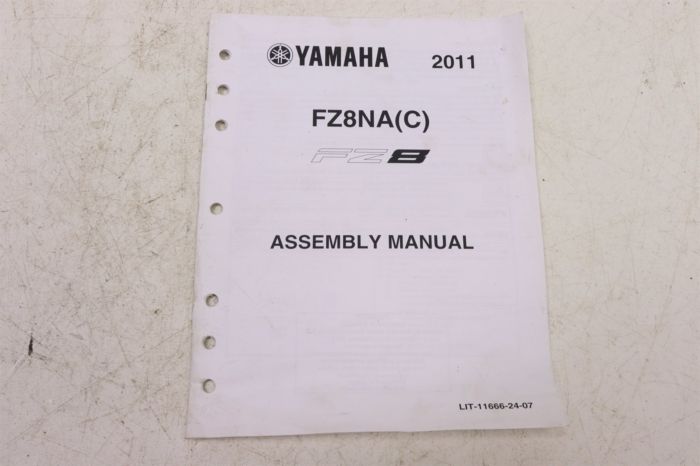 YAMAHA 2011
FZ8NA(C)
FZ8
ASSEMBLY MANUAL
LIT-11666-24-07